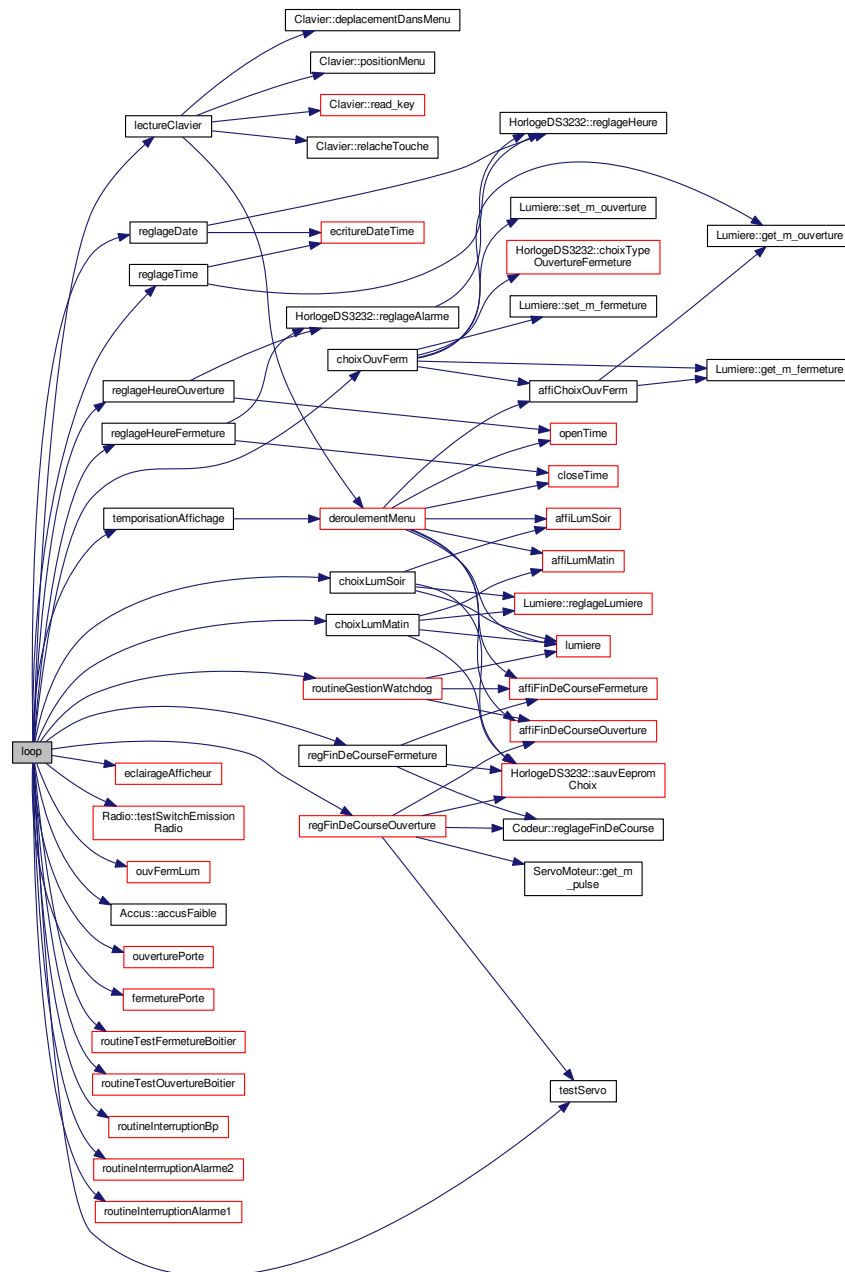 Clavier::deplacementDansMenu
Clavier::positionMenu
Clavier::read_key
lectureClavier
HorlogeDS3232::reglageHeure
Clavier::relacheTouche
Lumiere::set_m_ouverture
reglageDate
ecritureDateTime
Lumiere::get_m_ouverture
HorlogeDS3232::choixType
OuvertureFermeture
reglageTime
Lumiere::set_m_fermeture
HorlogeDS3232::reglageAlarme
choixOuvFerm
Lumiere::get_m_fermeture
reglageHeureOuverture
affiChoixOuvFerm
reglageHeureFermeture
openTime
closeTime
temporisationAffichage
deroulementMenu
affiLumSoir
affiLumMatin
choixLumSoir
Lumiere::reglageLumiere
choixLumMatin
lumiere
routineGestionWatchdog
affiFinDeCourseFermeture
affiFinDeCourseOuverture
loop
regFinDeCourseFermeture
eclairageAfficheur
HorlogeDS3232::sauvEeprom
Choix
Radio::testSwitchEmission
Radio
regFinDeCourseOuverture
Codeur::reglageFinDeCourse
ouvFermLum
ServoMoteur::get_m
_pulse
Accus::accusFaible
ouverturePorte
fermeturePorte
routineTestFermetureBoitier
routineTestOuvertureBoitier
testServo
routineInterruptionBp
routineInterrruptionAlarme2
routineInterruptionAlarme1